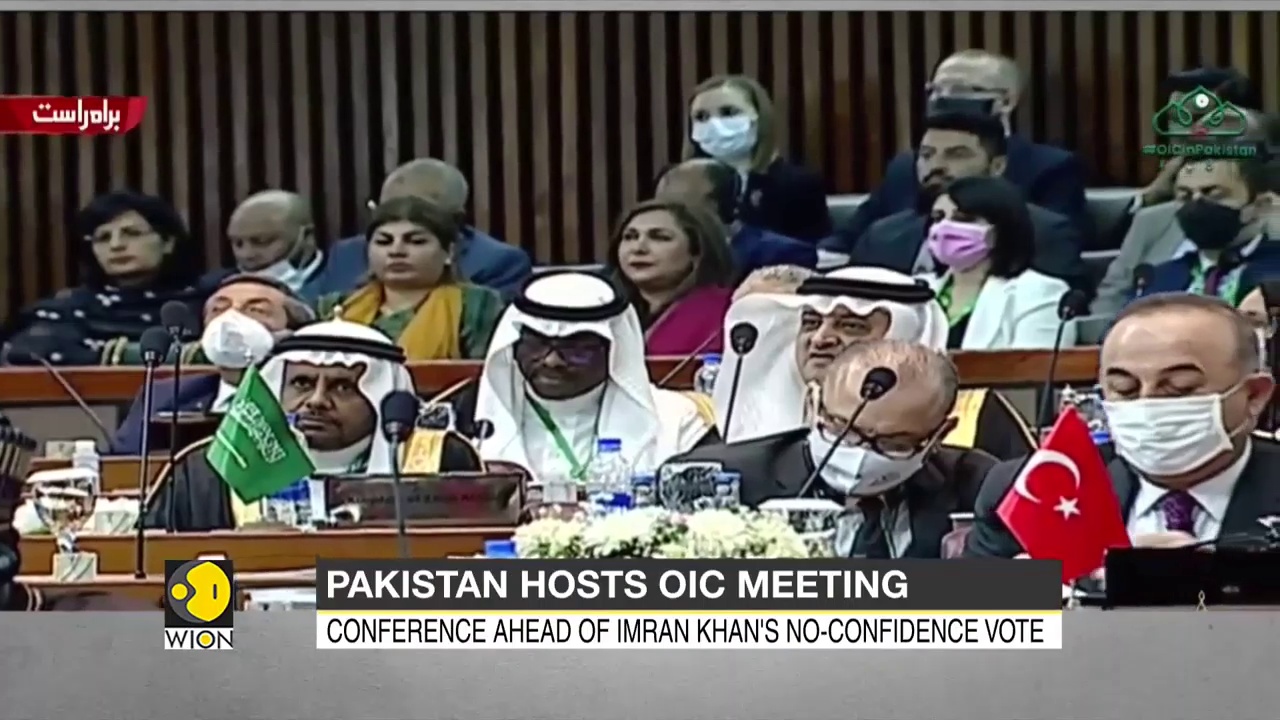 براہ راست
#OICinPakistan
WION
PAKISTAN HOSTS OIC MEETING
CONFERENCE AHEAD OF IMRAN KHAN'S NO-CONFIDENCE VOTE